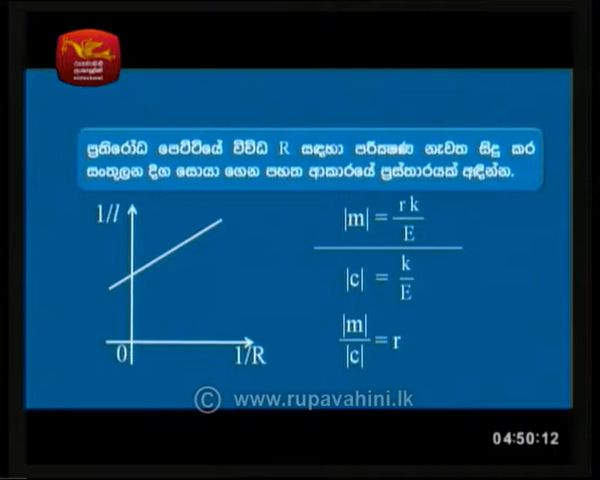 ප්‍රතිරෝධ පෙට්ටියේ විවිධ R සඳහා පරීක්ෂණ නැවත සිදු කර
සංතුලන දිග සොයා ගෙන පහත ආකාරයේ ප්‍රස්තාරයක් අඳින්න.
1/l
0
1/R
|m| = r k / E
|c| = k / E
|m| / |c| = r
© www.rupavahini.lk
04:50:12